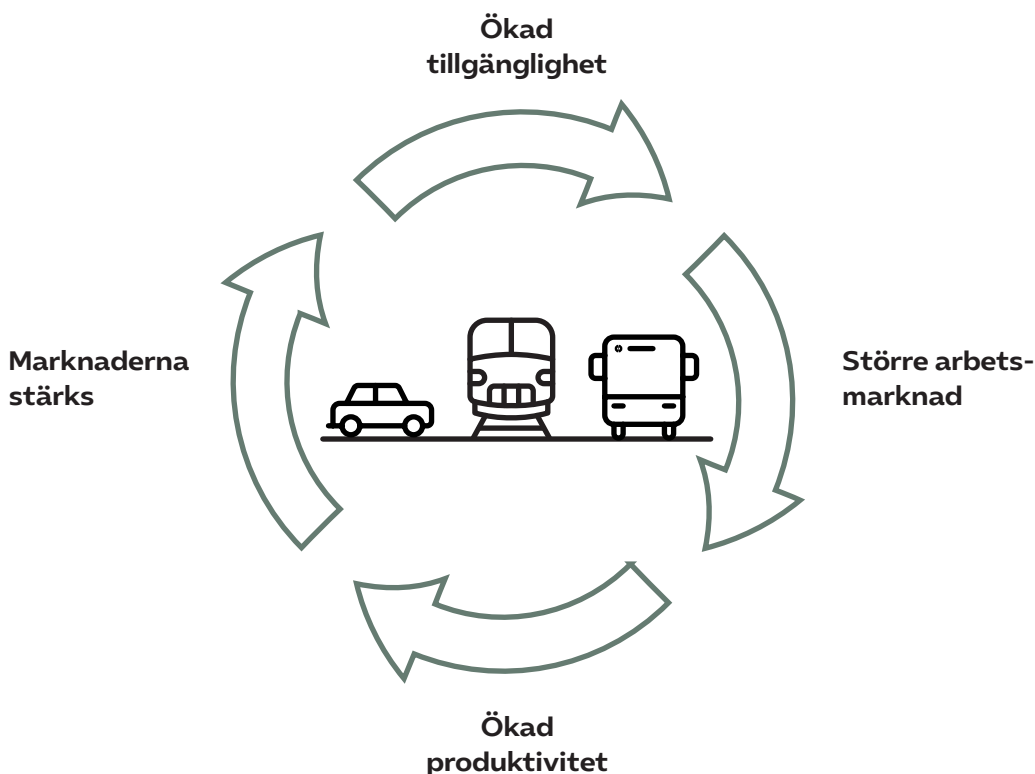 Ökad
tillgänglighet
Större arbets-
marknad
Ökad
produktivitet
Marknaderna
stärks